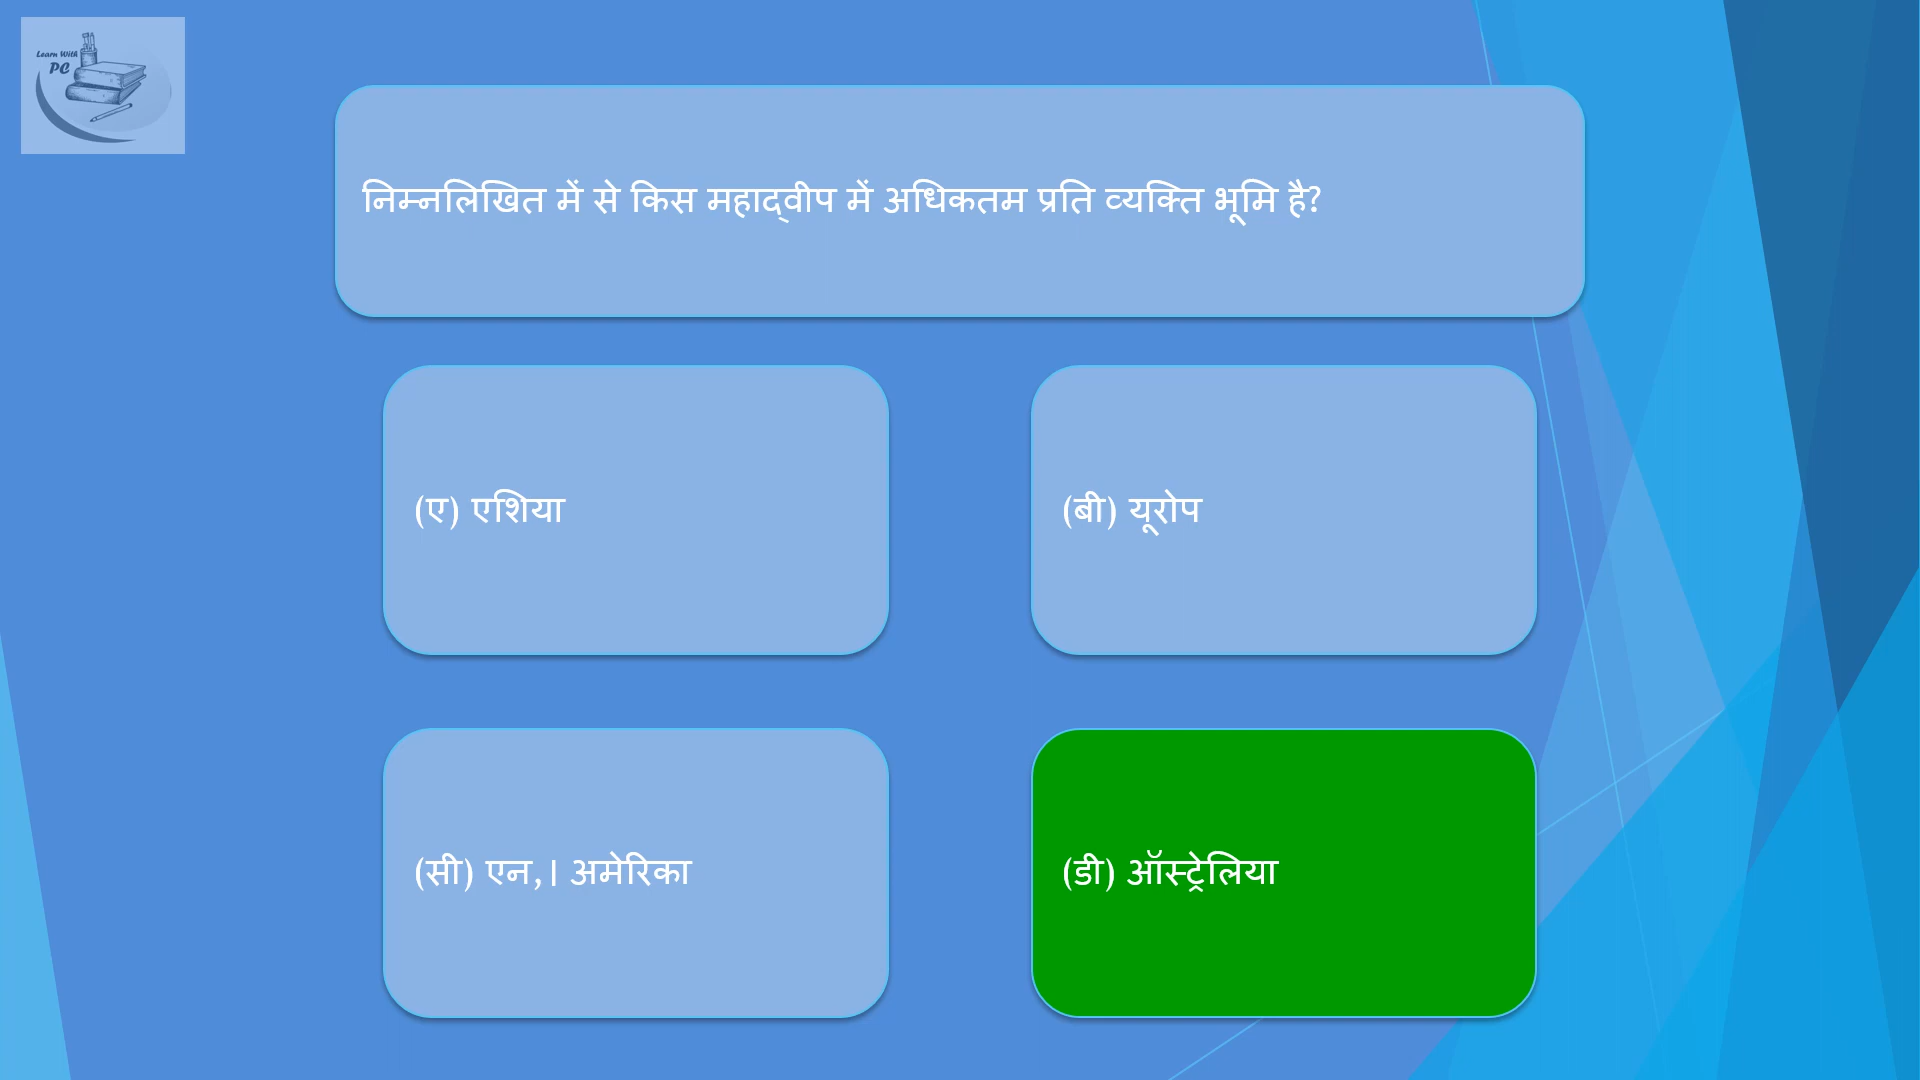 Learn With
PC
निम्नलिखित में से किस महाद्वीप में अधिकतम प्रति व्यक्ति भूमि है?
(ए) एशिया
(बी) यूरोप
(सी) एन,। अमेरिका
(डी) ऑस्ट्रेलिया